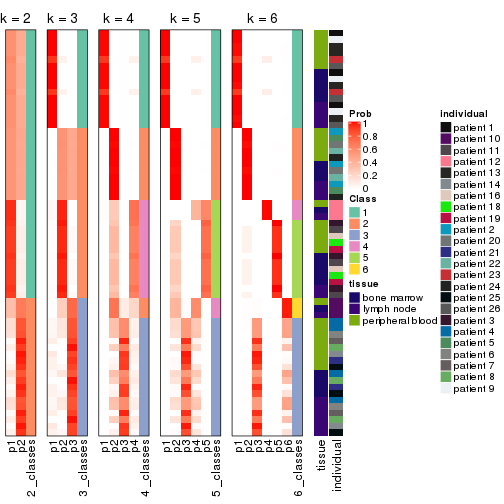 k = 2
k = 3
k = 4
k = 5
k = 6
Prob
1
0.8
0.6
0.4
0.2
0
Class
1
2
3
4
5
6
tissue
bone marrow
lymph node
peripheral blood
individual
patient 1
patient 10
patient 11
patient 12
patient 13
patient 14
patient 16
patient 18
patient 19
patient 2
patient 20
patient 21
patient 22
patient 23
patient 24
patient 25
patient 26
patient 3
patient 4
patient 5
patient 6
patient 7
patient 8
patient 9
p1
p2
2_classes
p1
p2
p3
3_classes
p1
p2
p3
p4
4_classes
p1
p2
p3
p4
p5
5_classes
p1
p2
p3
p4
p5
p6
6_classes
tissue
individual